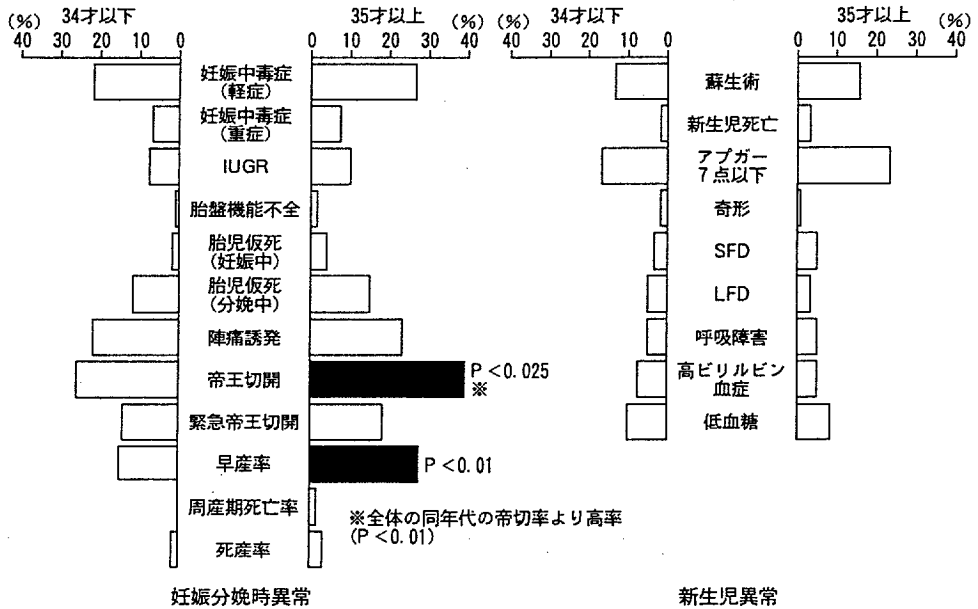 (%) 34才以下
40 30 20 10 0
35才以上 (%)
0 10 20 30 40
妊娠中毒症
(軽症)
妊娠中毒症
(重症)
IUGR
胎盤機能不全
胎児仮死
(妊娠中)
胎児仮死
(分娩中)
陣痛誘発
帝王切開
P<0.025
※
緊急帝王切開
早産率
P<0.01
周産期死亡率
死産率
※全体の同年代の帝切率より高率
(P<0.01)
妊娠分娩時異常
(%) 34才以下
40 30 20 10 0
35才以上 (%)
0 10 20 30 40
蘇生術
新生児死亡
アプガー
7点以下
奇形
SFD
LFD
呼吸障害
高ビリルビン
血症
低血糖
新生児異常